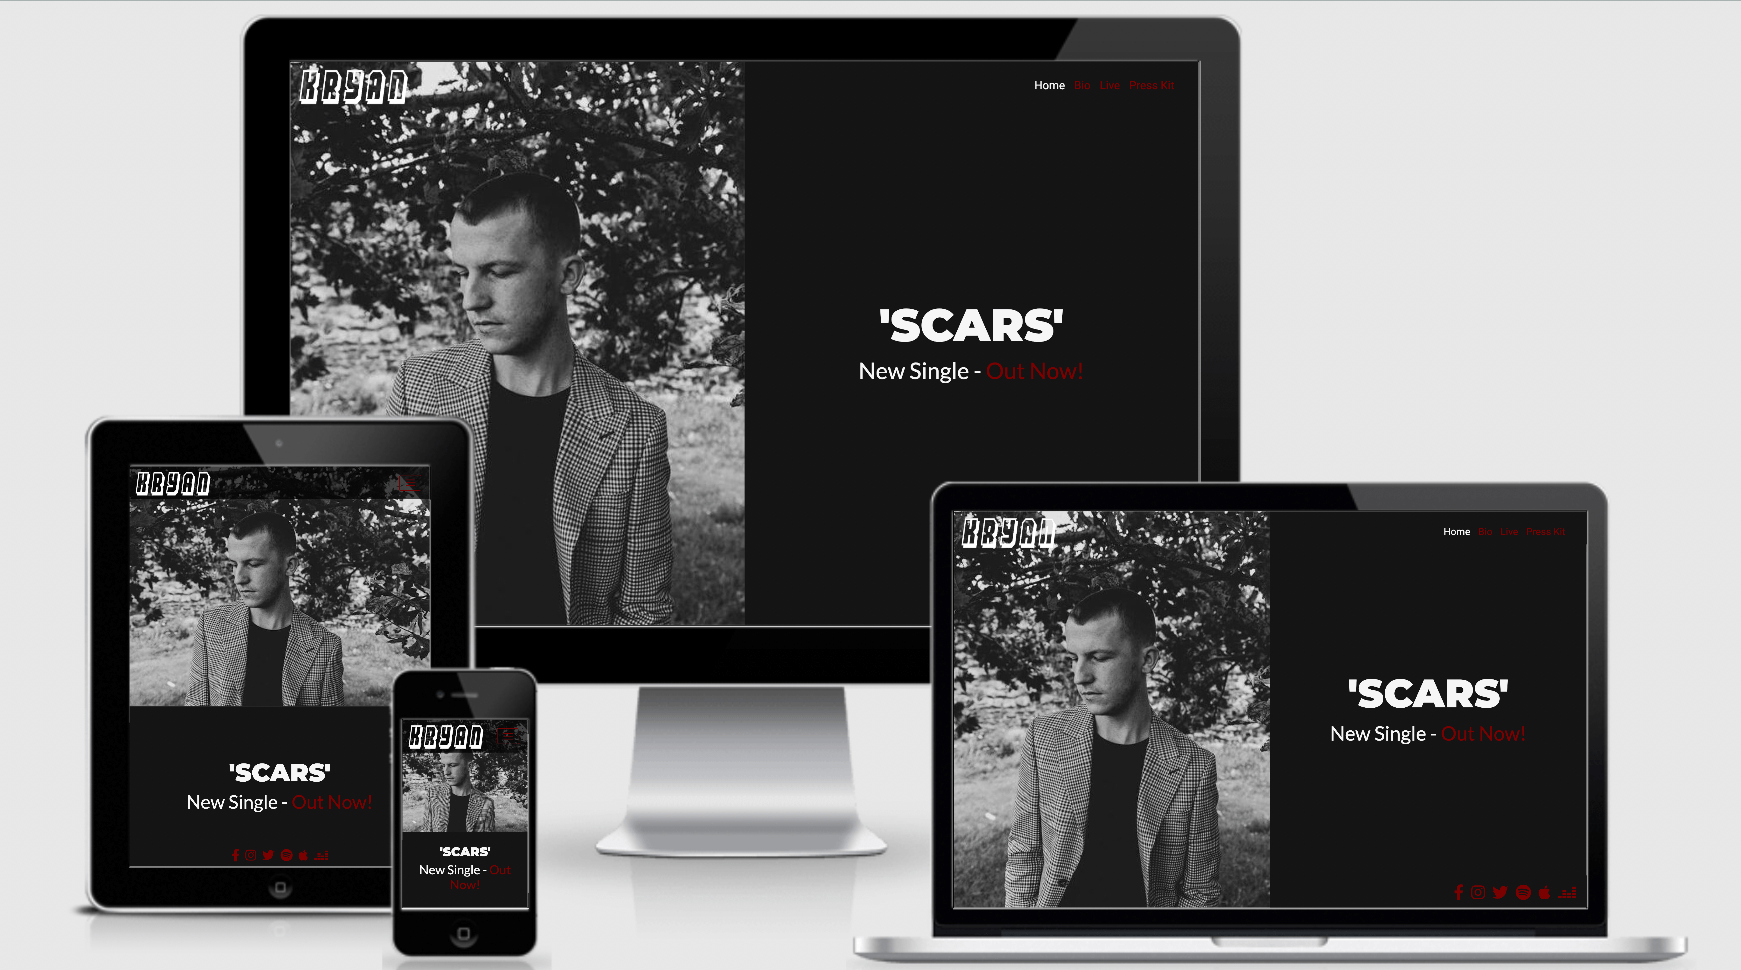 KRYAN
Home Bio Live Press Kit
'SCARS'
New Single - Out Now!
KRYAN
'SCARS'
New Single - Out Now!
KRYAN
'SCARS'
New Single - Out
Now!
KRYAN
Home Bio Live Press Kit
'SCARS'
New Single - Out Now!